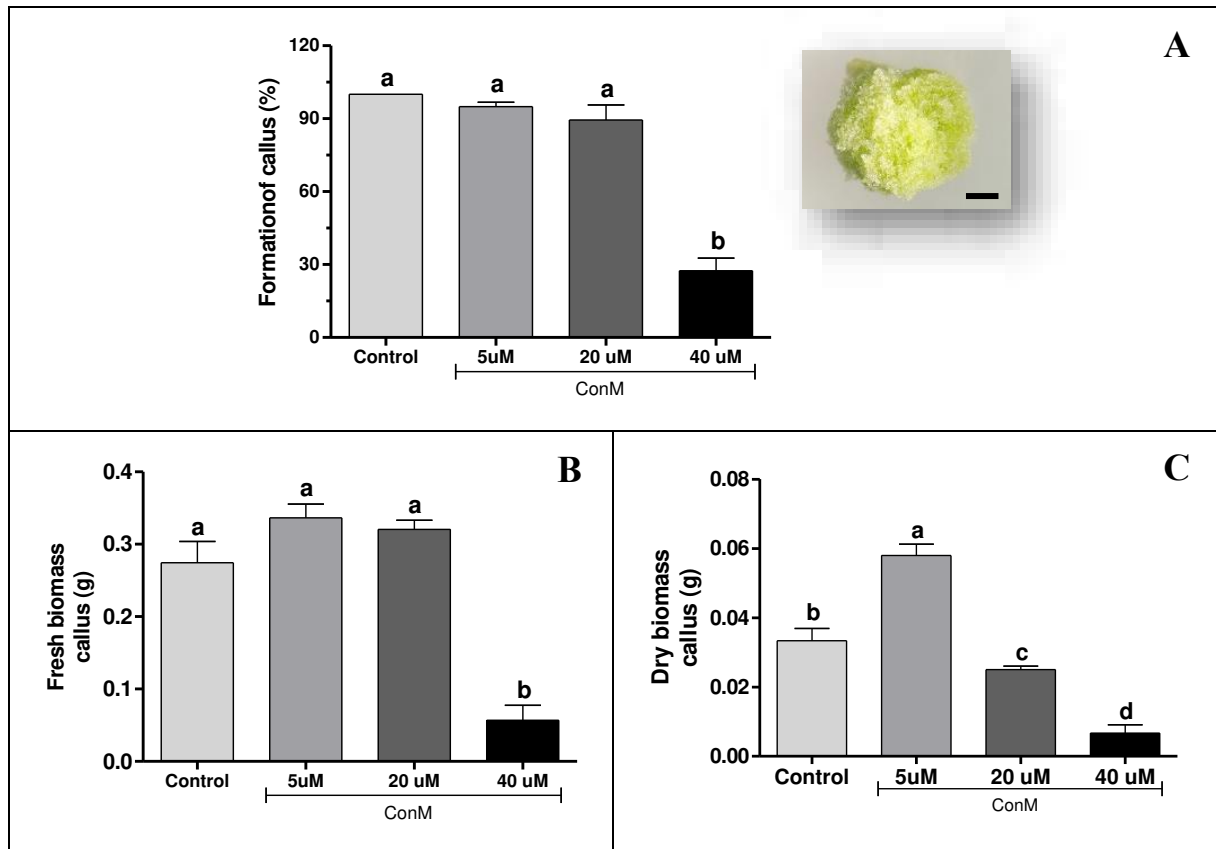 A
120
90
60
30
0
Formationof callus (%)
a
a
a
b
Control
5uM
20 uM
40 uM
ConM
B
0.4
0.3
0.2
0.1
0.0
Fresh biomass
callus (g)
a
a
a
b
Control
5uM
20 uM
40 uM
ConM
C
0.08
0.06
0.04
0.02
0.00
Dry biomass
callus (g)
b
a
c
d
Control
5uM
20 uM
40 uM
ConM